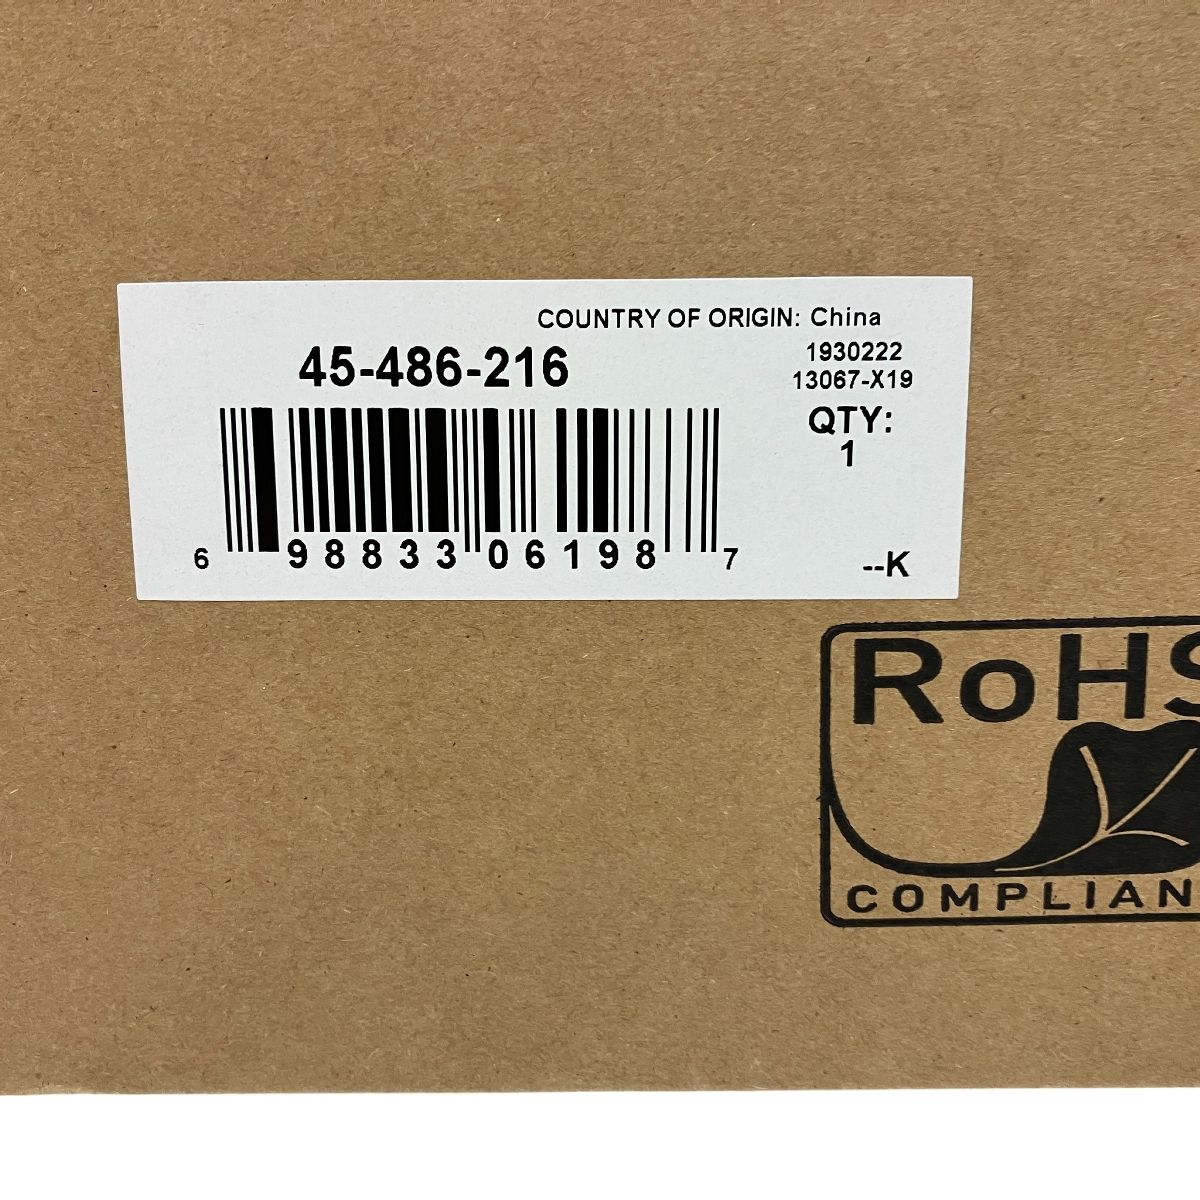 COUNTRY OF ORIGIN: China
45-486-216
1930222
13067-X19
QTY:
1
6 98833 06198 7
--K
RoHS
COMPLIAN